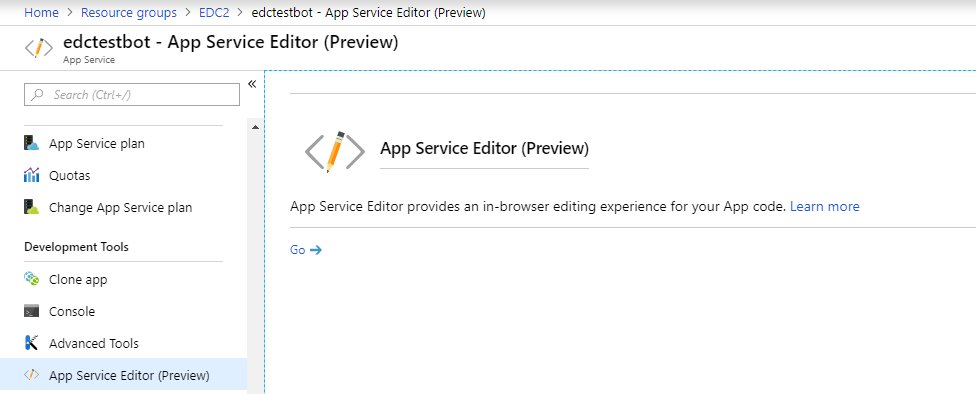 Home > Resource groups > EDC2 > edctestbot - App Service Editor (Preview)
edctestbot - App Service Editor (Preview)
App Service
Search (Ctrl+/)
«
App Service plan
Quotas
Change App Service plan
Development Tools
Clone app
Console
Advanced Tools
App Service Editor (Preview)
App Service Editor (Preview)
App Service Editor provides an in-browser editing experience for your App code. Learn more
Go →